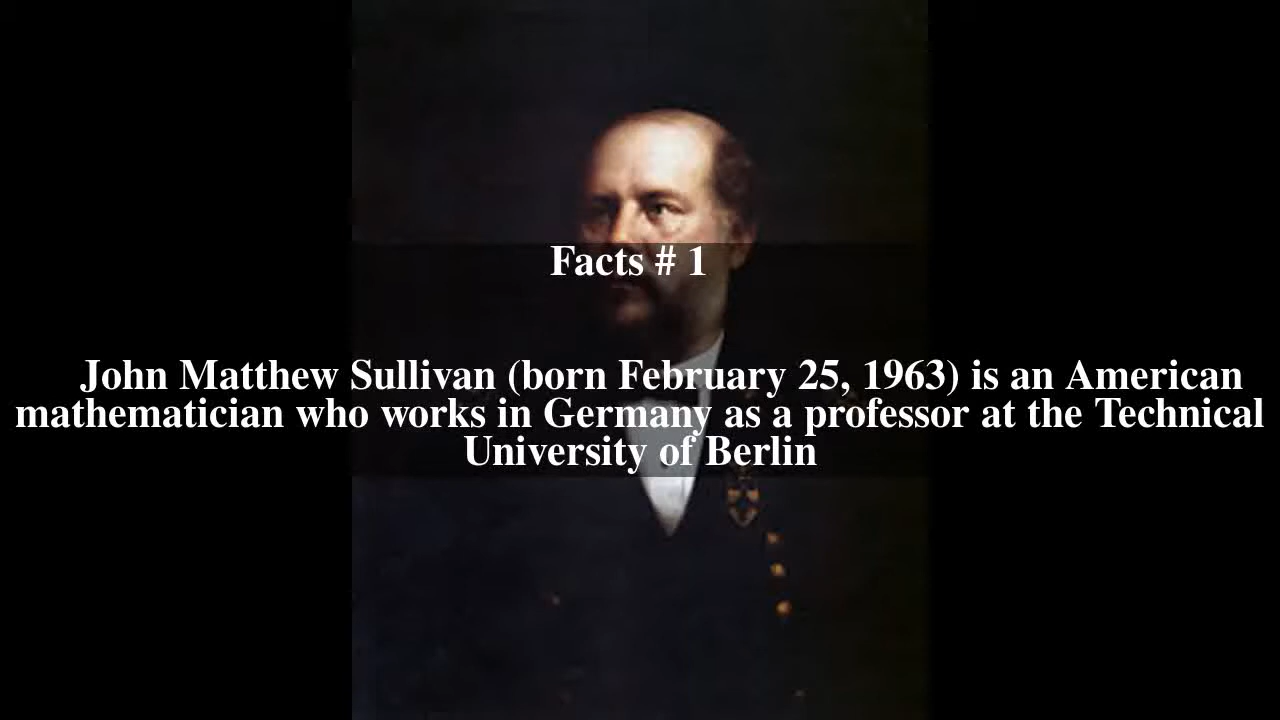 Facts # 1
John Matthew Sullivan (born February 25, 1963) is an American
mathematician who works in Germany as a professor at the Technical
University of Berlin